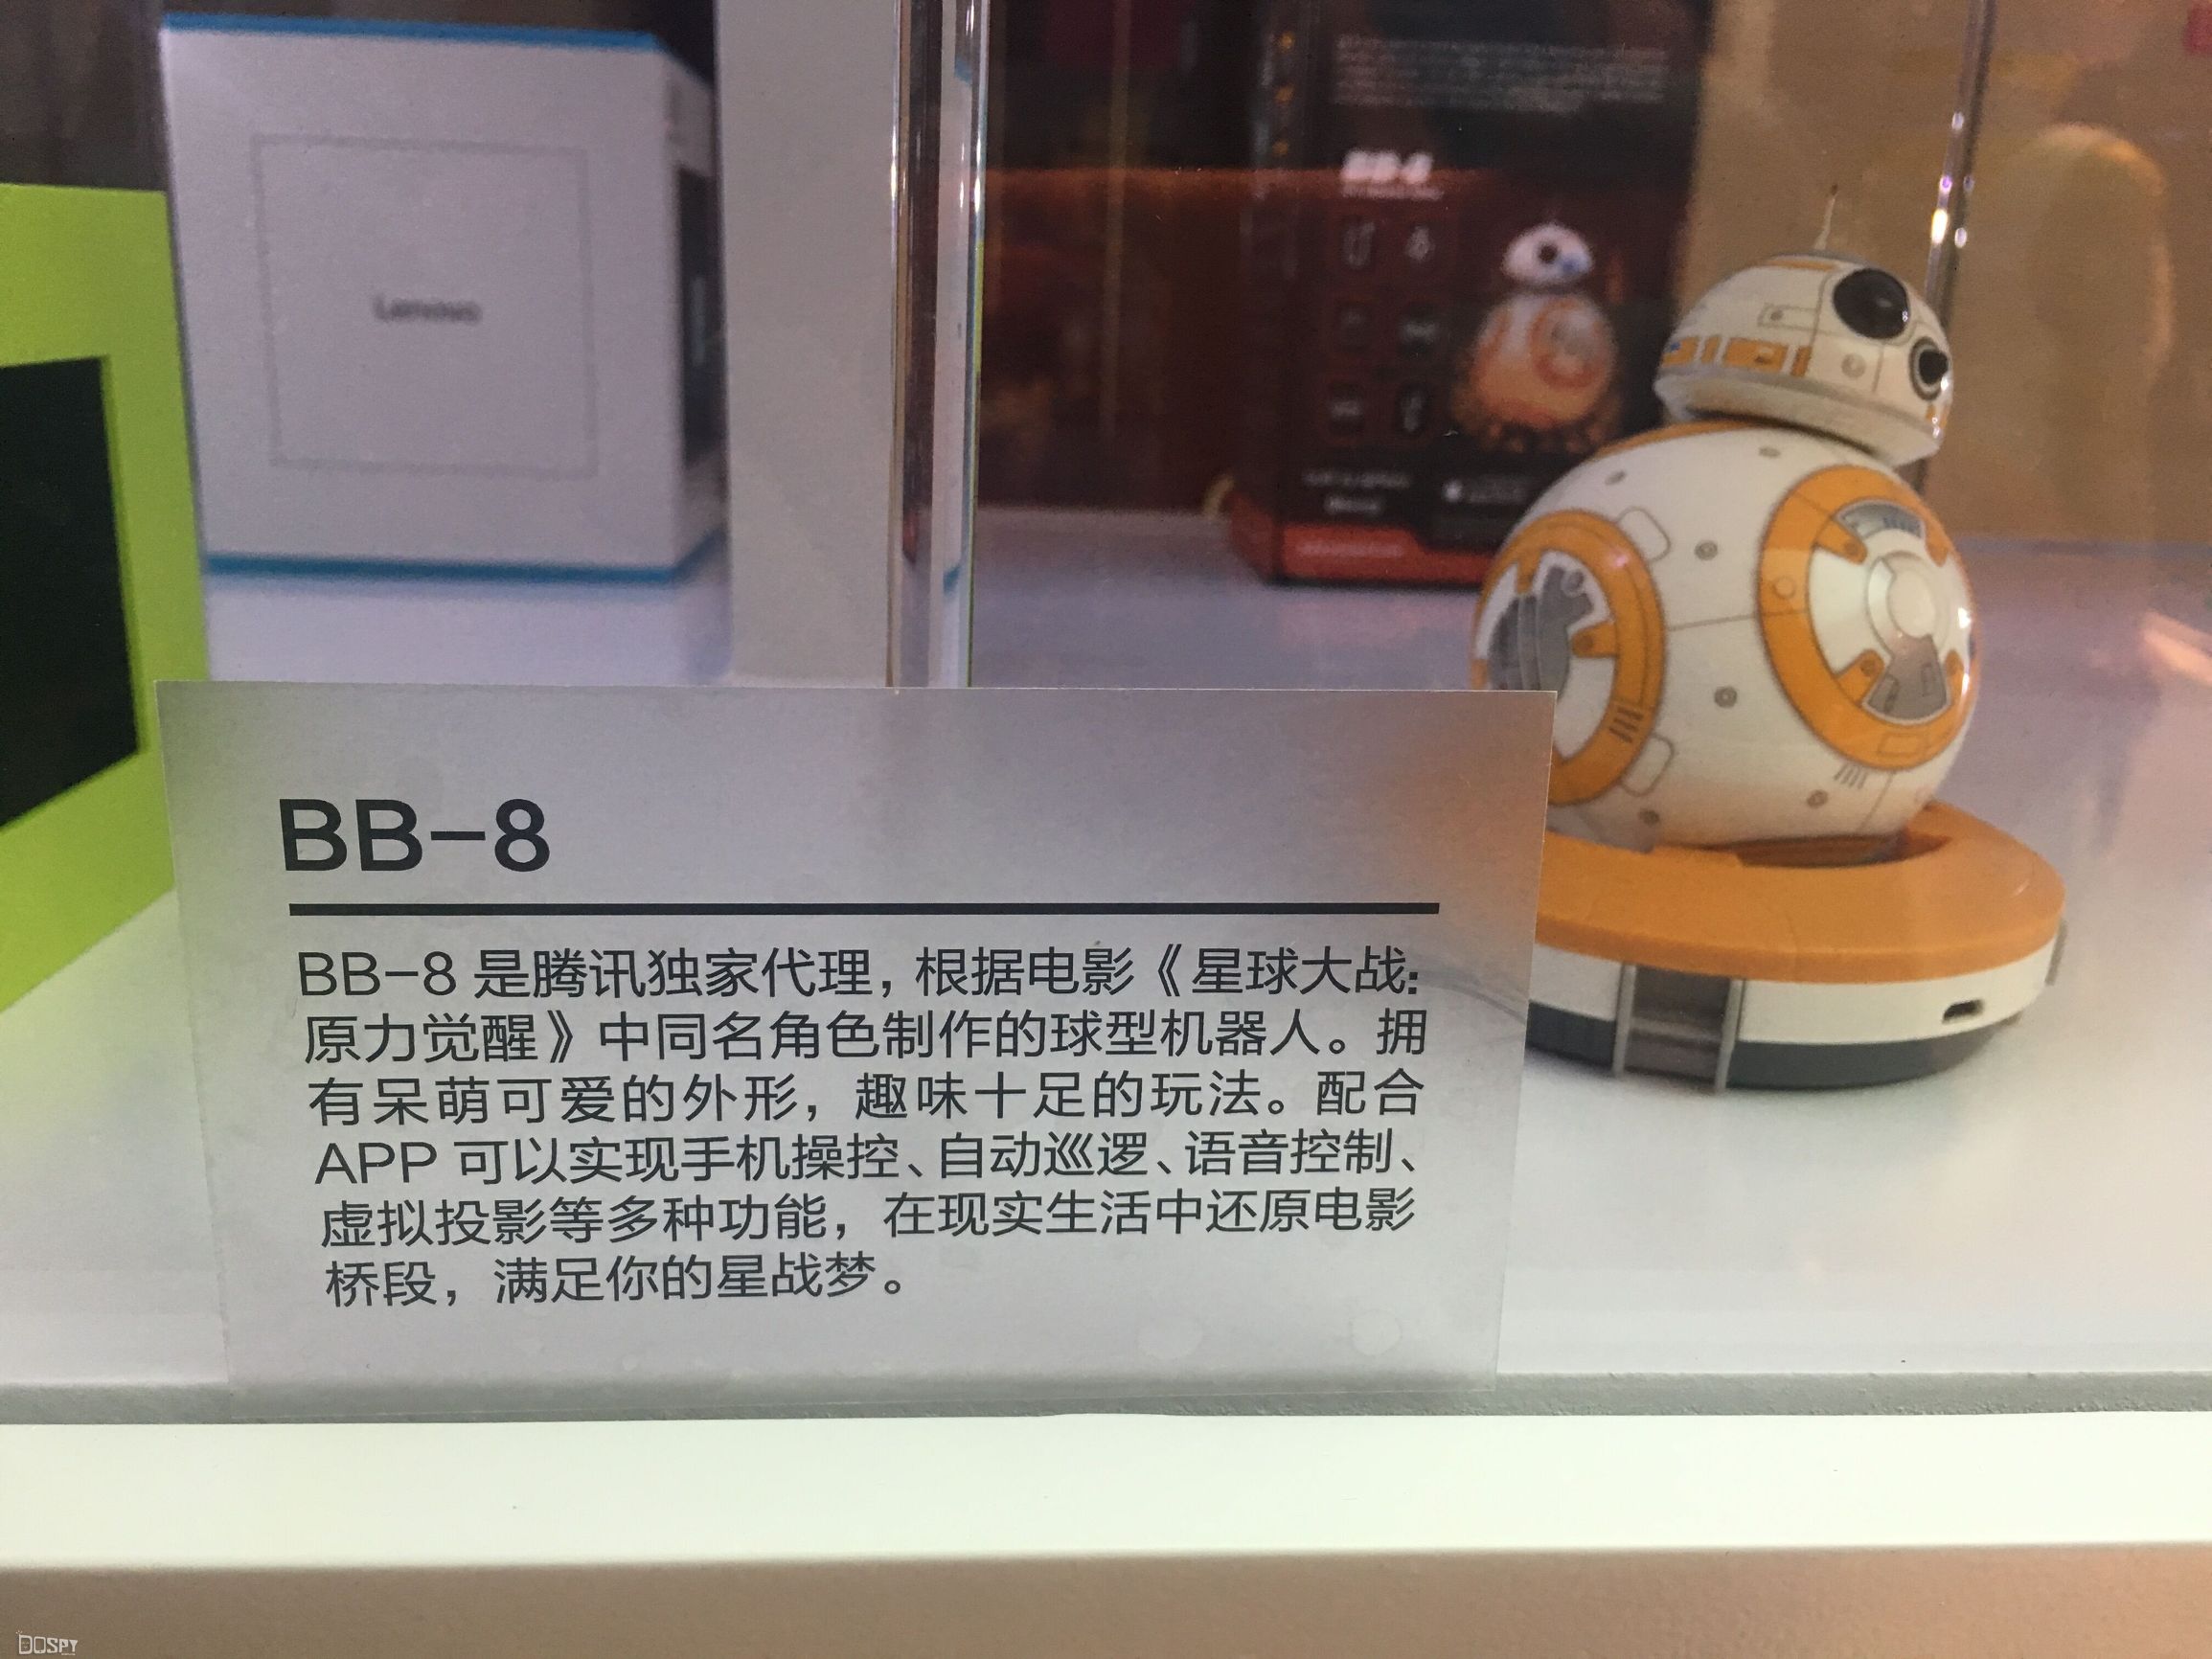 Lenovo
BB-8
BB-8
BB-8 是腾讯独家代理，根据电影《星球大战：
原力觉醒》中同名角色制作的球型机器人。拥
有呆萌可爱的外形，趣味十足的玩法。配合
APP 可以实现手机操控、自动巡逻、语音控制、
虚拟投影等多种功能，在现实生活中还原电影
桥段，满足你的星战梦。
DOSPY